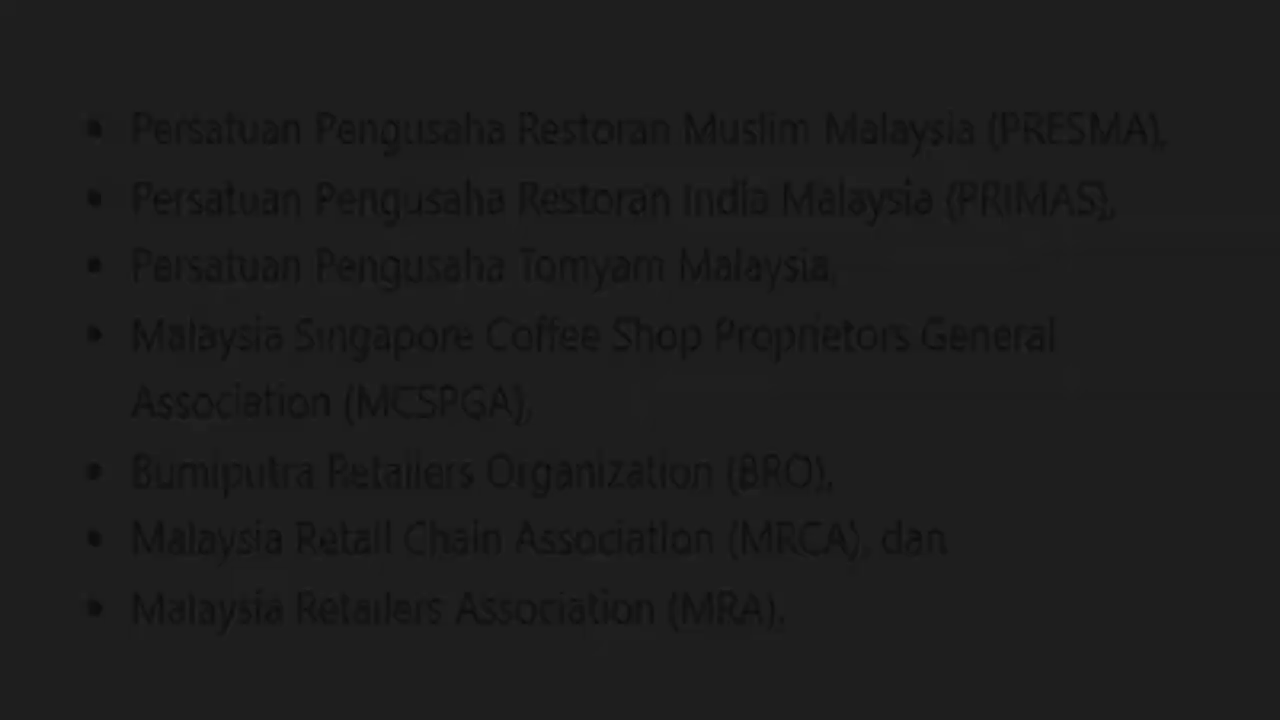 • Persatuan Pengusaha Restoran Muslim Malaysia (PRESMA),
• Persatuan Pengusaha Restoran India Malaysia (PRIMAS),
• Persatuan Pengusaha Tomyam Malaysia,
• Malaysia Singapore Coffee Shop Proprietors General
Association (MCSPGA),
• Bumiputra Retailers Organization (BRO),
• Malaysia Retail Chain Association (MRCA), dan
• Malaysia Retailers Association (MRA).